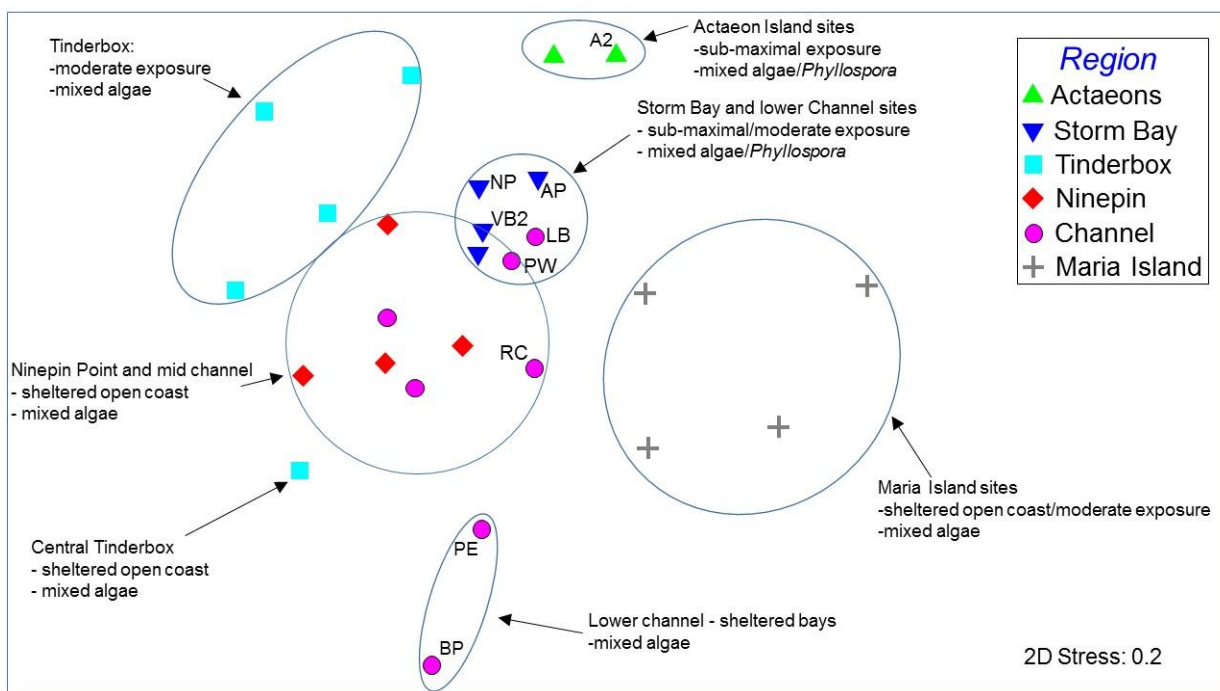 Tinderbox:
-moderate exposure
-mixed algae
A2
Actaeon Island sites
-sub-maximal exposure
-mixed algae/Phyllospora
Region
Actaeons
Storm Bay
Tinderbox
Ninepin
Channel
Maria Island
Storm Bay and lower Channel sites
- sub-maximal/moderate exposure
- mixed algae/Phyllospora
NP
AP
VB2
LB
PW
RC
Ninepin Point and mid channel
- sheltered open coast
- mixed algae
Maria Island sites
-sheltered open coast/moderate exposure
-mixed algae
Central Tinderbox
- sheltered open coast
- mixed algae
PE
BP
Lower channel - sheltered bays
-mixed algae
2D Stress: 0.2